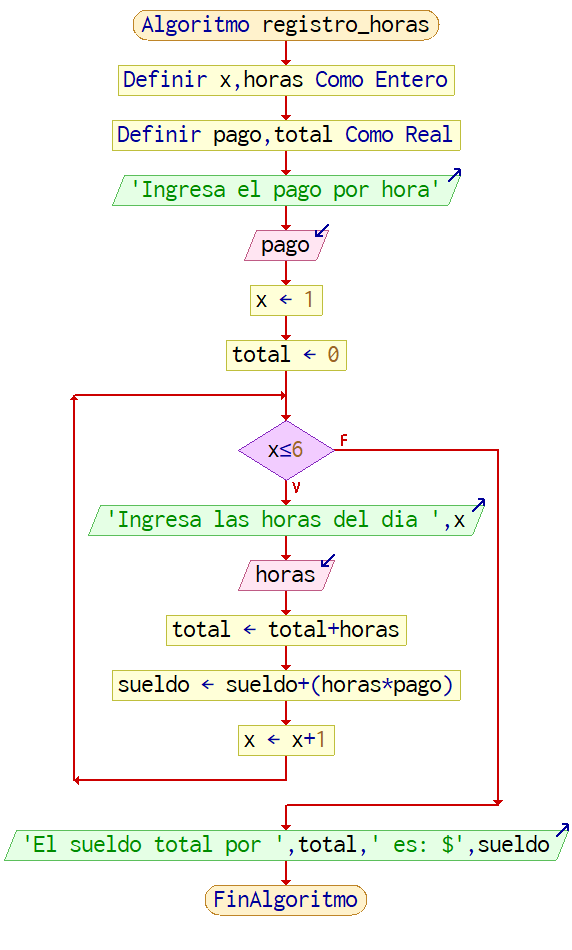 Algoritmo registro_horas
Definir x,horas Como Entero
Definir pago,total Como Real
'Ingresa el pago por hora'
pago
x ← 1
total ← 0
x≤6
F
V
'Ingresa las horas del dia ',x
horas
total ← total+horas
sueldo ← sueldo+(horas*pago)
x ← x+1
'El sueldo total por ',total,' es: $',sueldo
FinAlgoritmo